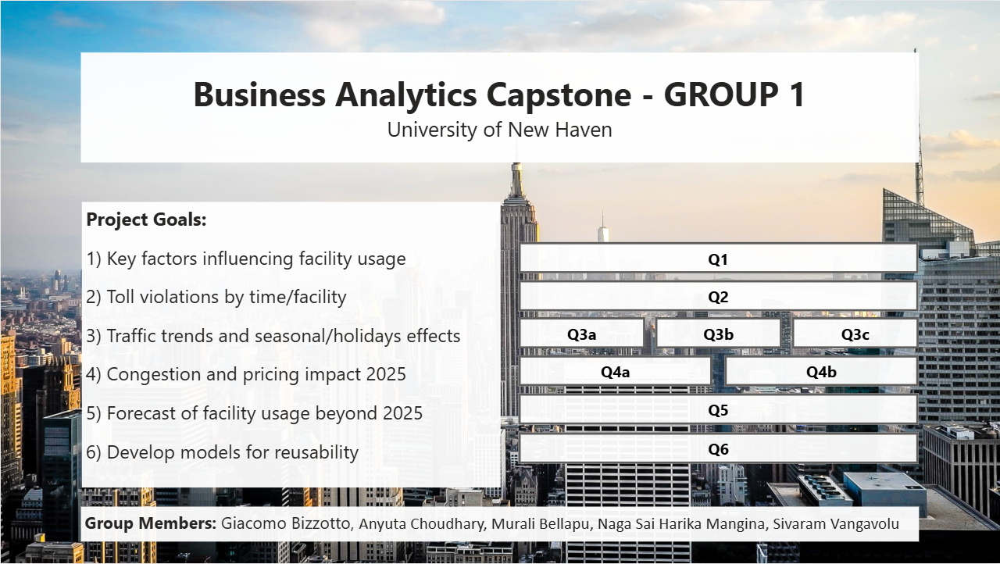 Business Analytics Capstone - GROUP 1
University of New Haven
Project Goals:
1) Key factors influencing facility usage
Q1
2) Toll violations by time/facility
Q2
3) Traffic trends and seasonal/holidays effects
Q3a Q3b Q3c
4) Congestion and pricing impact 2025
Q4a Q4b
5) Forecast of facility usage beyond 2025
Q5
6) Develop models for reusability
Q6
Group Members: Giacomo Bizzotto, Anyuta Choudhary, Murali Bellapu, Naga Sai Harika Mangina, Sivaram Vangavolu